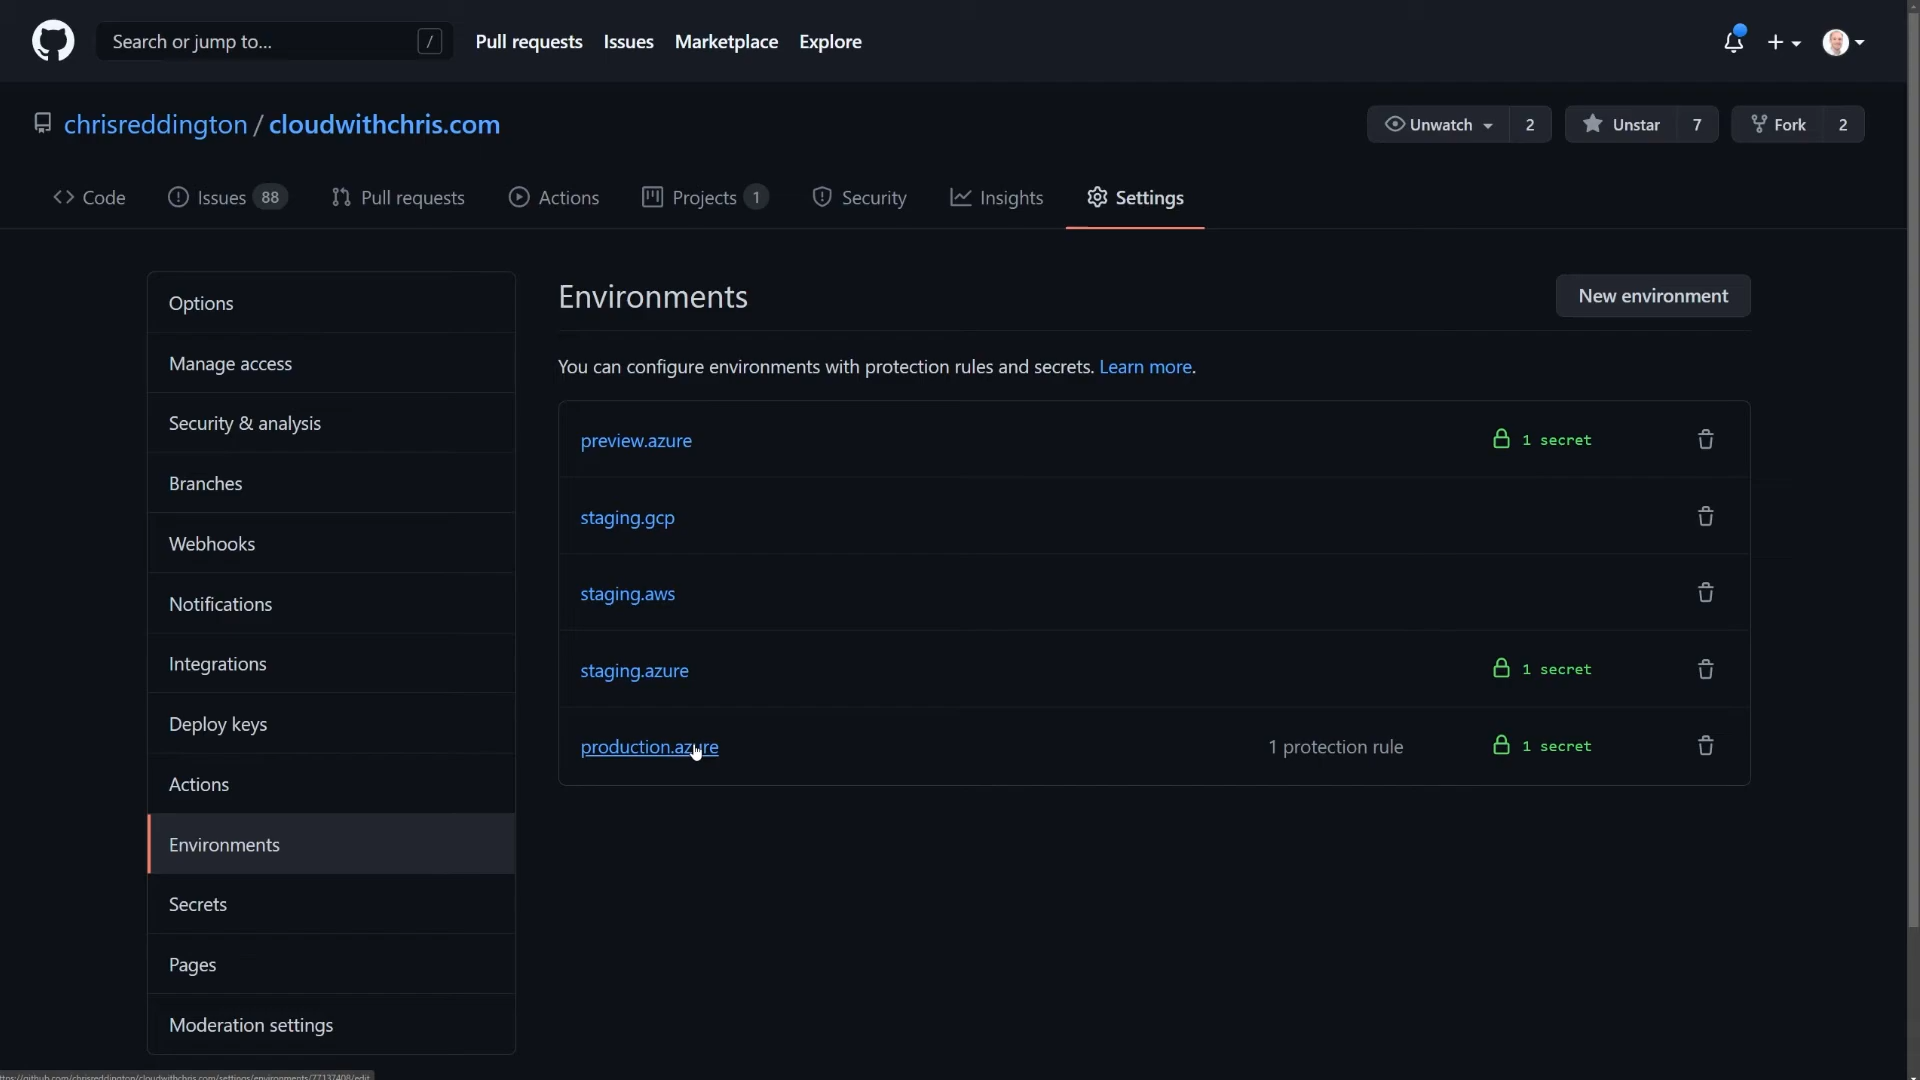 Search or jump to... /
Pull requests Issues Marketplace Explore
chrisreddington / cloudwithchris.com
Unwatch 2 Unstar 7 Fork 2
Code Issues 88 Pull requests Actions Projects 1 Security Insights Settings
Options
Manage access
Security & analysis
Branches
Webhooks
Notifications
Integrations
Deploy keys
Actions
Environments
Secrets
Pages
Moderation settings
Environments
New environment
You can configure environments with protection rules and secrets. Learn more.
preview.azure 1 secret
staging.gcp
staging.aws
staging.azure 1 secret
production.azure 1 protection rule 1 secret